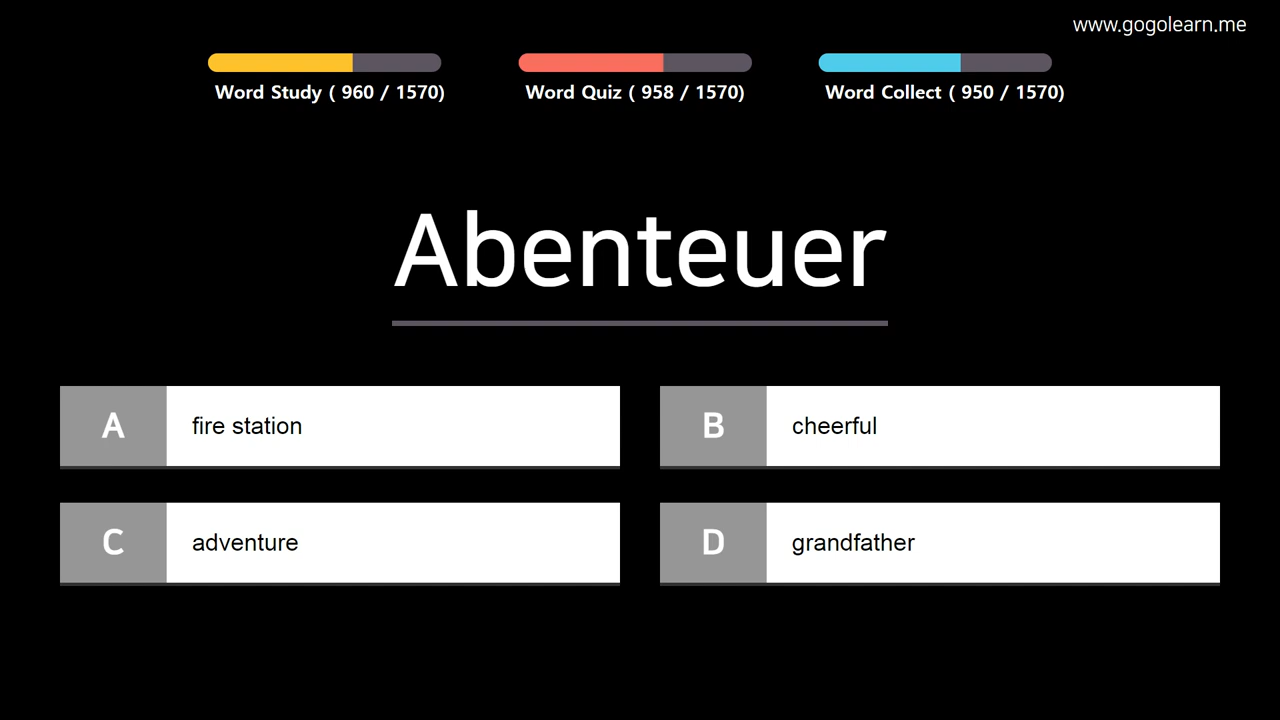 www.gogolearn.me
Word Study ( 960 / 1570)
Word Quiz ( 958 / 1570)
Word Collect ( 950 / 1570)
Abenteuer
A
fire station
B
cheerful
C
adventure
D
grandfather